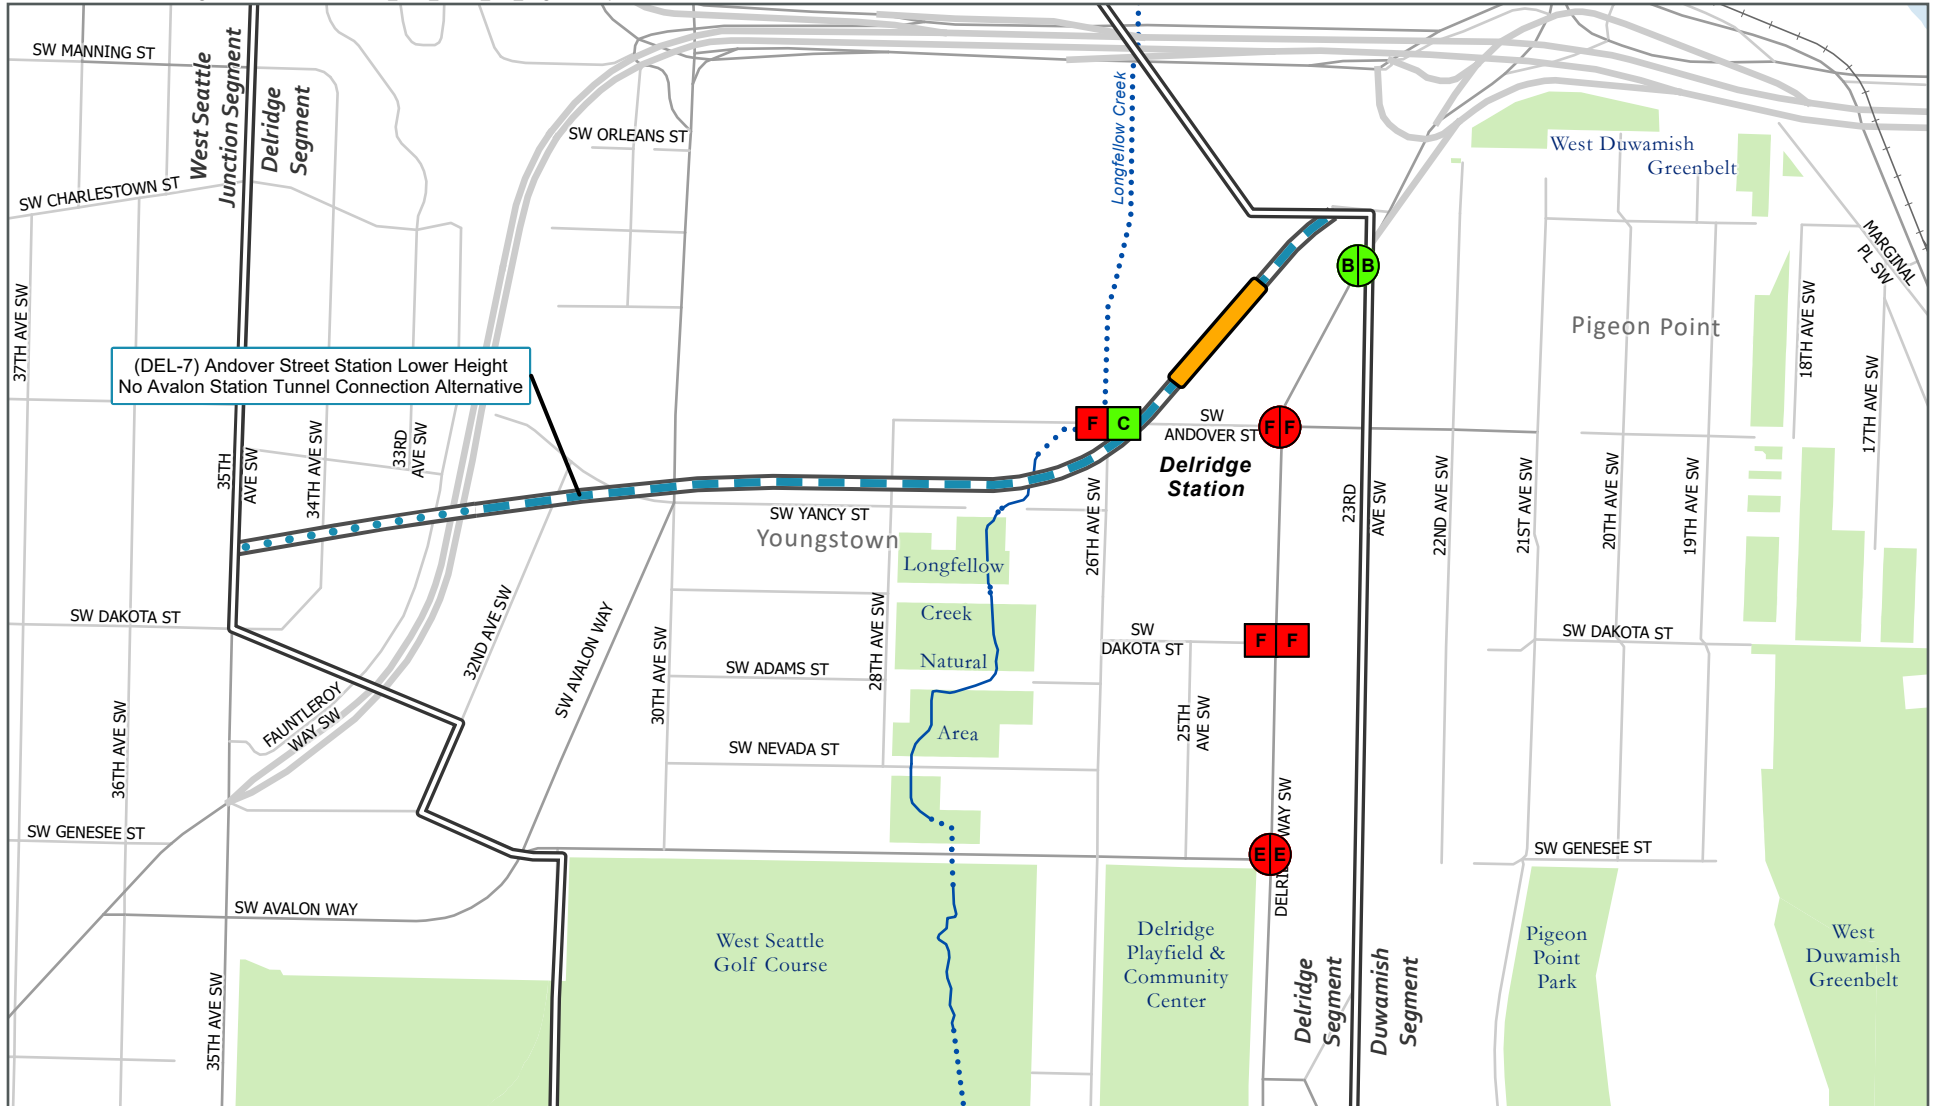 SW MANNING ST
West Seattle
Junction Segment
Delridge
Segment
SW ORLEANS ST
Longfellow Creek
West Duwamish
Greenbelt
SW CHARLESTOWN ST
MARGINAL
PL SW
B B
37TH AVE SW
Pigeon Point
18TH AVE SW
(DEL-7) Andover Street Station Lower Height
No Avalon Station Tunnel Connection Alternative
17TH AVE SW
F C
SW
ANDOVER ST
F F
Delridge
Station
35TH
AVE SW
34TH AVE SW
33RD
AVE SW
SW YANCY ST
Youngstown
26TH AVE SW
23RD
AVE SW
22ND AVE SW
21ST AVE SW
20TH AVE SW
19TH AVE SW
Longfellow
Creek
Natural
Area
SW DAKOTA ST
32ND AVE SW
SW AVALON WAY
30TH AVE SW
28TH AVE SW
SW
DAKOTA ST
F F
SW DAKOTA ST
SW ADAMS ST
FAUNTLEROY
WAY SW
36TH AVE SW
SW NEVADA ST
25TH
AVE SW
DELRIDGE WAY SW
SW GENESEE ST
E E
SW GENESEE ST
SW AVALON WAY
West Seattle
Golf Course
Delridge
Playfield &
Community
Center
Pigeon
Point
Park
West
Duwamish
Greenbelt
35TH AVE SW
Delridge
Segment
Duwamish
Segment